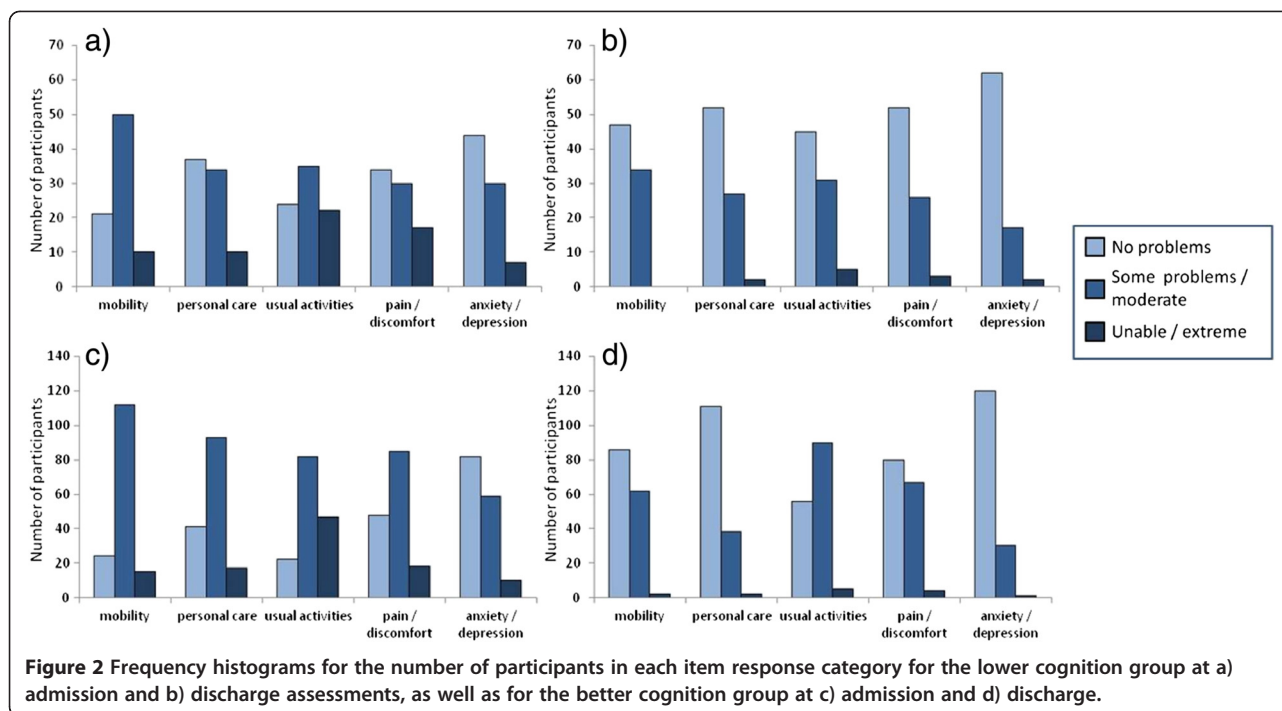 a)
70
60
50
40
30
20
10
0
Number of participants
mobility personal care usual activities pain / discomfort anxiety / depression
b)
70
60
50
40
30
20
10
0
Number of participants
mobility personal care usual activities pain / discomfort anxiety / depression
No problems
Some problems /
moderate
Unable / extreme
c)
140
120
100
80
60
40
20
0
Number of participants
mobility personal care usual activities pain / discomfort anxiety / depression
d)
140
120
100
80
60
40
20
0
Number of participants
mobility personal care usual activities pain / discomfort anxiety / depression
Figure 2 Frequency histograms for the number of participants in each item response category for the lower cognition group at a)
admission and b) discharge assessments, as well as for the better cognition group at c) admission and d) discharge.